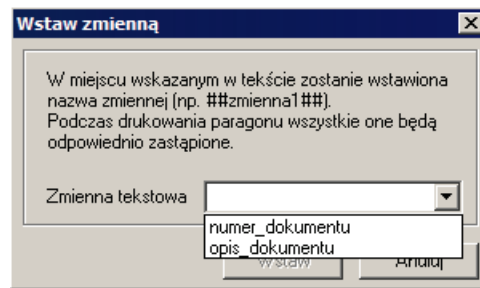 Wstaw zmienną
W miejscu wskazanym w tekście zostanie wstawiona
nazwa zmiennej (np. ##zmienna1##).
Podczas drukowania paragonu wszystkie one będą
odpowiednio zastąpione.
Zmienna tekstowa
numer_dokumentu
opis_dokumentu
Wstaw Anuluj